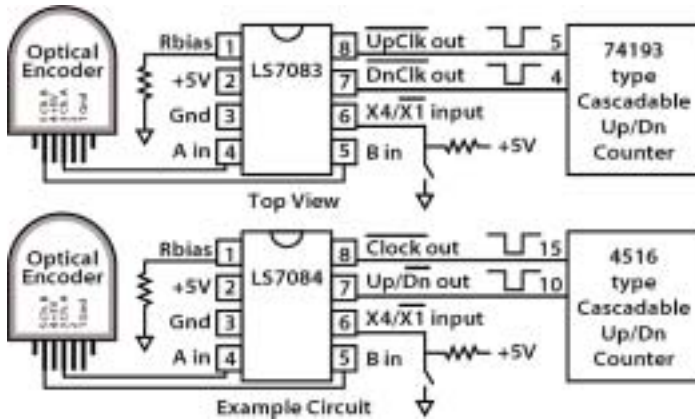 Optical
Encoder
Rbias 1
+5V 2
Gnd 3
A in 4
LS7083
8 UpClk out 5
7 DnClk out 4
6 X4/X1 input
5 B in
+5V
74193
type
Cascadable
Up/Dn
Counter
Top View
Optical
Encoder
Rbias 1
+5V 2
Gnd 3
A in 4
LS7084
8 Clock out 15
7 Up/Dn out 10
6 X4/X1 input
5 B in
+5V
4516
type
Cascadable
Up/Dn
Counter
Example Circuit